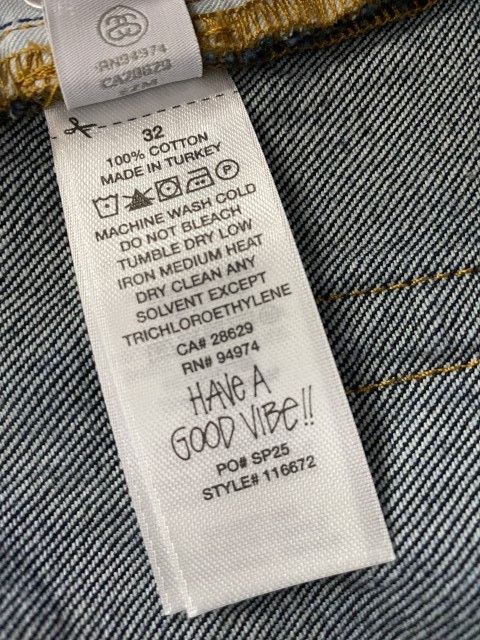 RN94974
CA28629
32
100% COTTON
MADE IN TURKEY
P
MACHINE WASH COLD
DO NOT BLEACH
TUMBLE DRY LOW
IRON MEDIUM HEAT
DRY CLEAN ANY
SOLVENT EXCEPT
TRICHLOROETHYLENE
CA# 28629
RN# 94974
HAVE A
GOOD VIBE!!
PO# SP25
STYLE# 116672